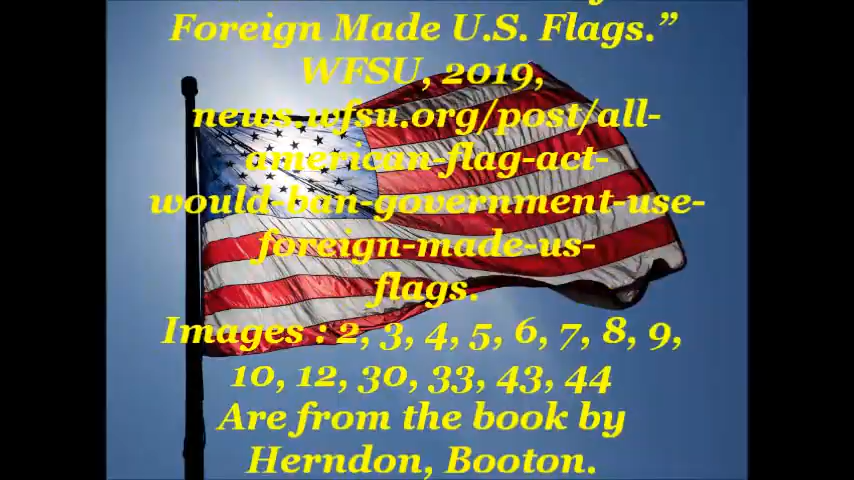 Foreign Made U.S. Flags.”
WFSU, 2019,
news.wfsu.org/post/all-
american-flag-act-
would-ban-government-use-
foreign-made-us-
flags.
Images : 2, 3, 4, 5, 6, 7, 8, 9,
10, 12, 30, 33, 43, 44
Are from the book by
Herndon, Booton.